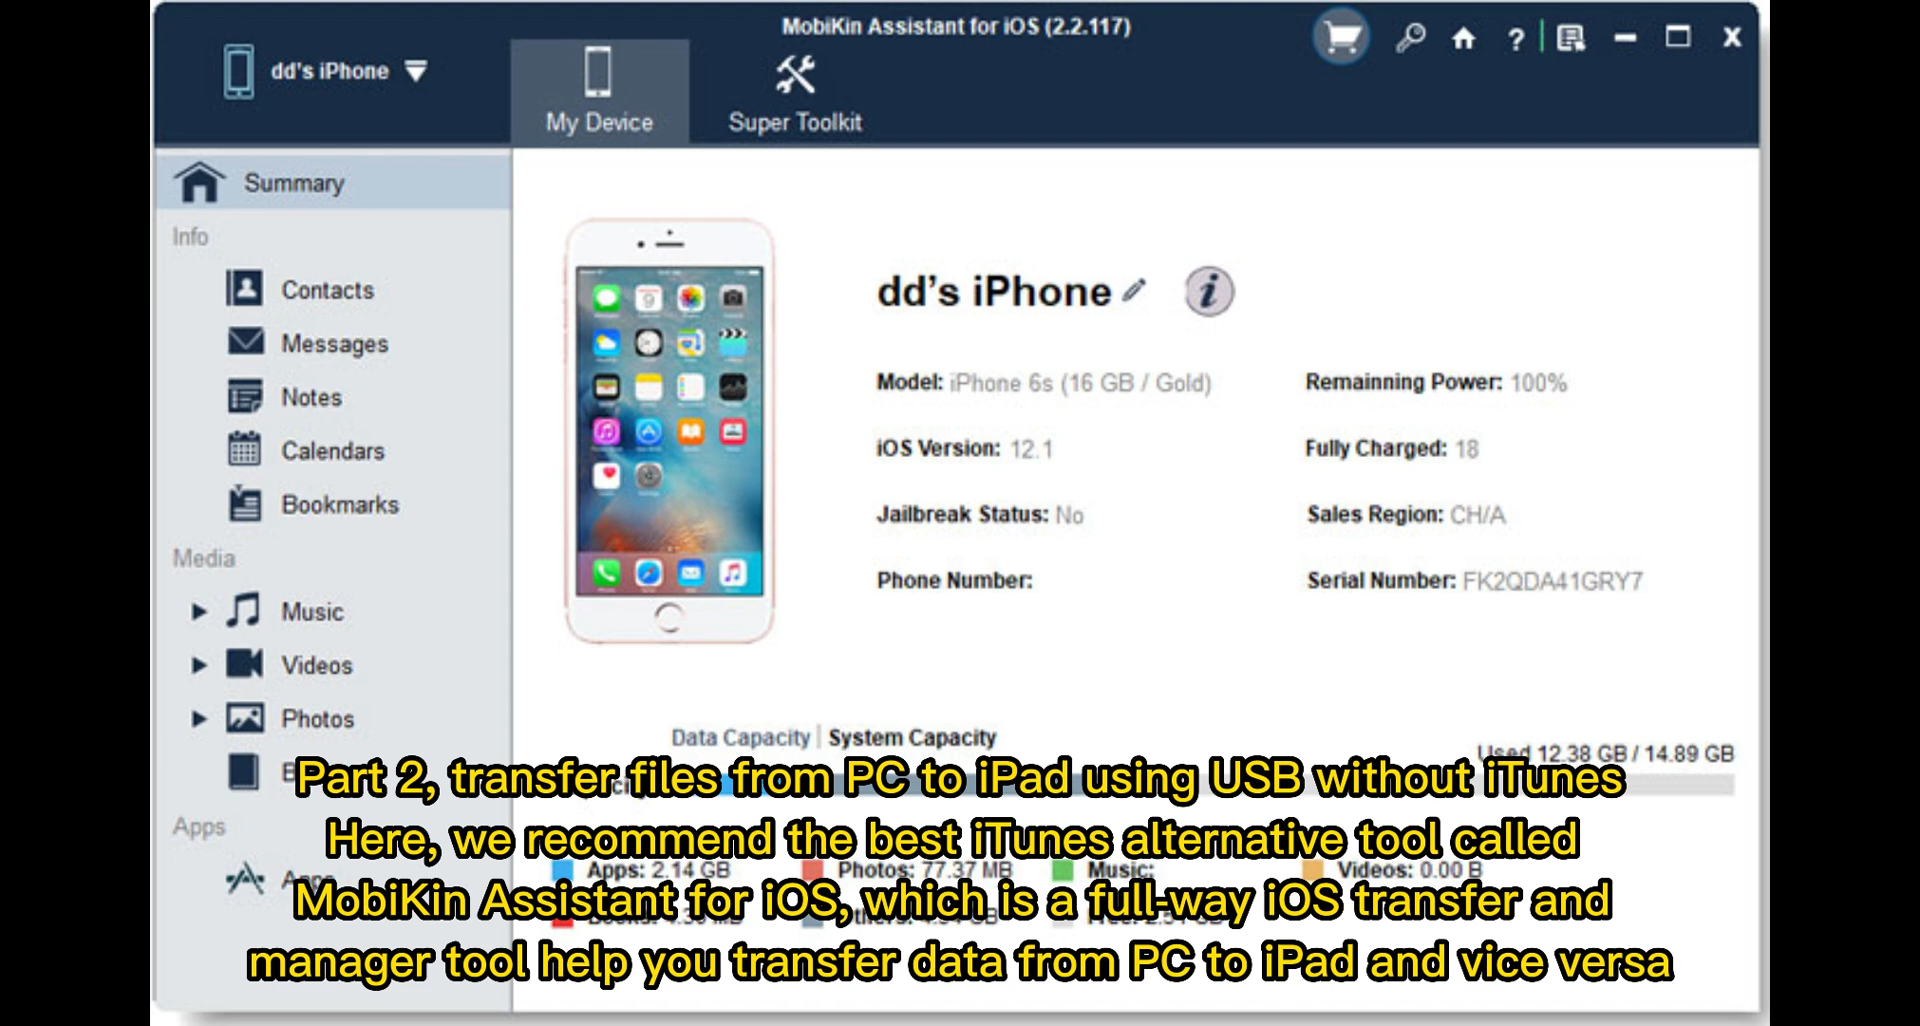 MobiKin Assistant for iOS (2.2.117)
dd's iPhone
My Device
Super Toolkit
?
X
Summary
Info
Contacts
Messages
Notes
Calendars
Bookmarks
Media
Music
Videos
Photos
Apps
dd's iPhone
i
Model: iPhone 6s (16 GB / Gold)
Remainning Power: 100%
iOS Version: 12.1
Fully Charged: 18
Jailbreak Status: No
Sales Region: CH/A
Phone Number:
Serial Number: FK2QDA41GRY7
Data Capacity | System Capacity
Used 12.38 GB / 14.89 GB
Apps: 2.14 GB
Photos: 77.37 MB
Music:
Videos: 0.00 B
Part 2, transfer files from PC to iPad using USB without iTunes
Here, we recommend the best iTunes alternative tool called
MobiKin Assistant for iOS, which is a full-way iOS transfer and
manager tool help you transfer data from PC to iPad and vice versa